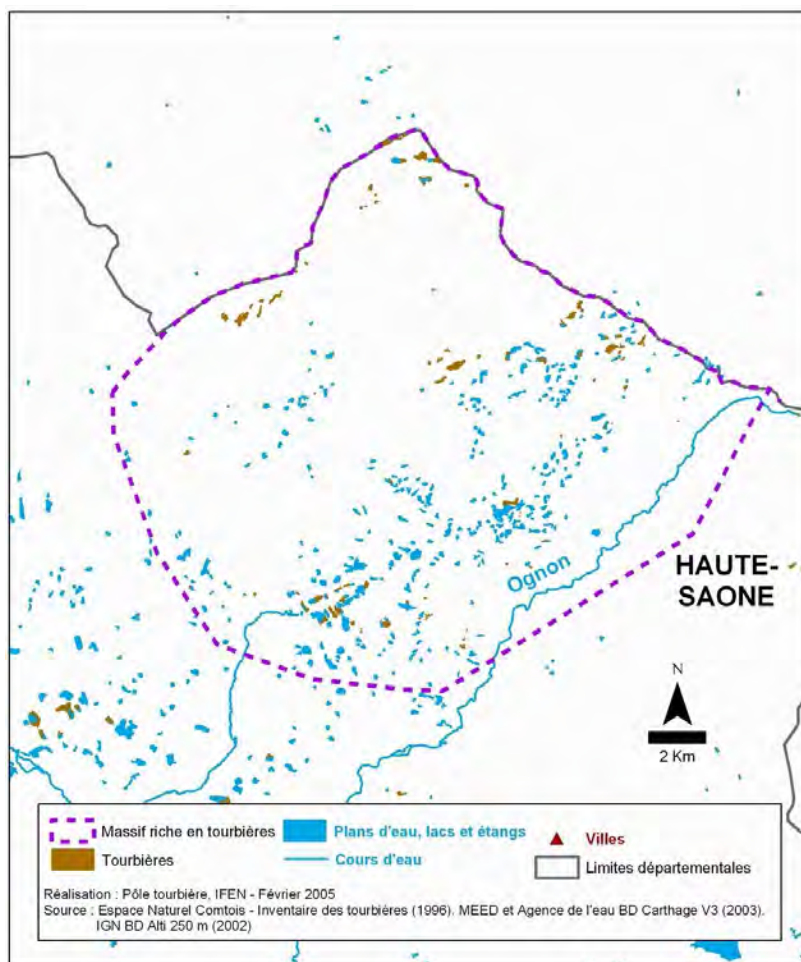 Ognon
HAUTE-
SAONE
N
2 Km
Massif riche en tourbières
Plans d'eau, lacs et étangs
Villes
Tourbières
Cours d'eau
Limites départementales
Réalisation : Pôle tourbière, IFEN - Février 2005
Source : Espace Naturel Comtois - Inventaire des tourbières (1996). MEED et Agence de l'eau BD Carthage V3 (2003).
IGN BD Alti 250 m (2002)